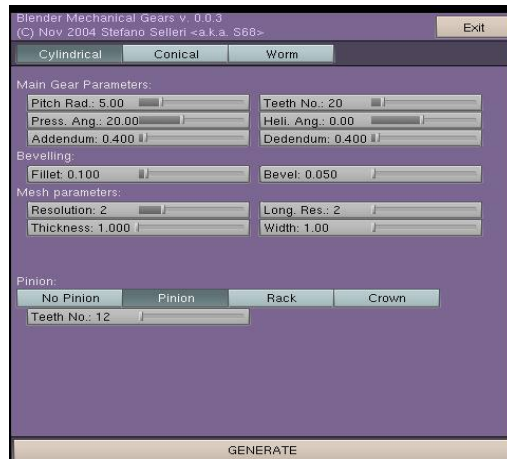 Blender Mechanical Gears v. 0.0.3
(C) Nov 2004 Stefano Selleri <a.k.a. S68>
Exit
Cylindrical Conical Worm
Main Gear Parameters:
Pitch Rad.: 5.00 Teeth No.: 20
Press. Ang.: 20.00 Heli. Ang.: 0.00
Addendum: 0.400 Dedendum: 0.400
Bevelling:
Fillet: 0.100 Bevel: 0.050
Mesh parameters:
Resolution: 2 Long. Res.: 2
Thickness: 1.000 Width: 1.00
Pinion:
No Pinion Pinion Rack Crown
Teeth No.: 12
GENERATE